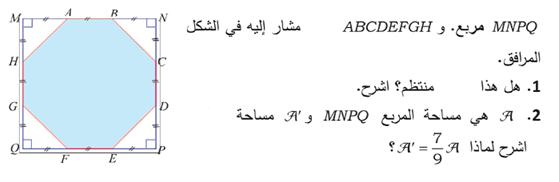 M A B N
H C
G D
Q F E P
MNPQ مربع. و ABCDEFGH مشار إليه في الشكل
المرافق.
1. هل هذا منتظم؟ اشرح.
2. 𝒜 هي مساحة المربع MNPQ و 𝒜′ مساحة
اشرح لماذا 𝒜′ = 7/9 𝒜 ؟